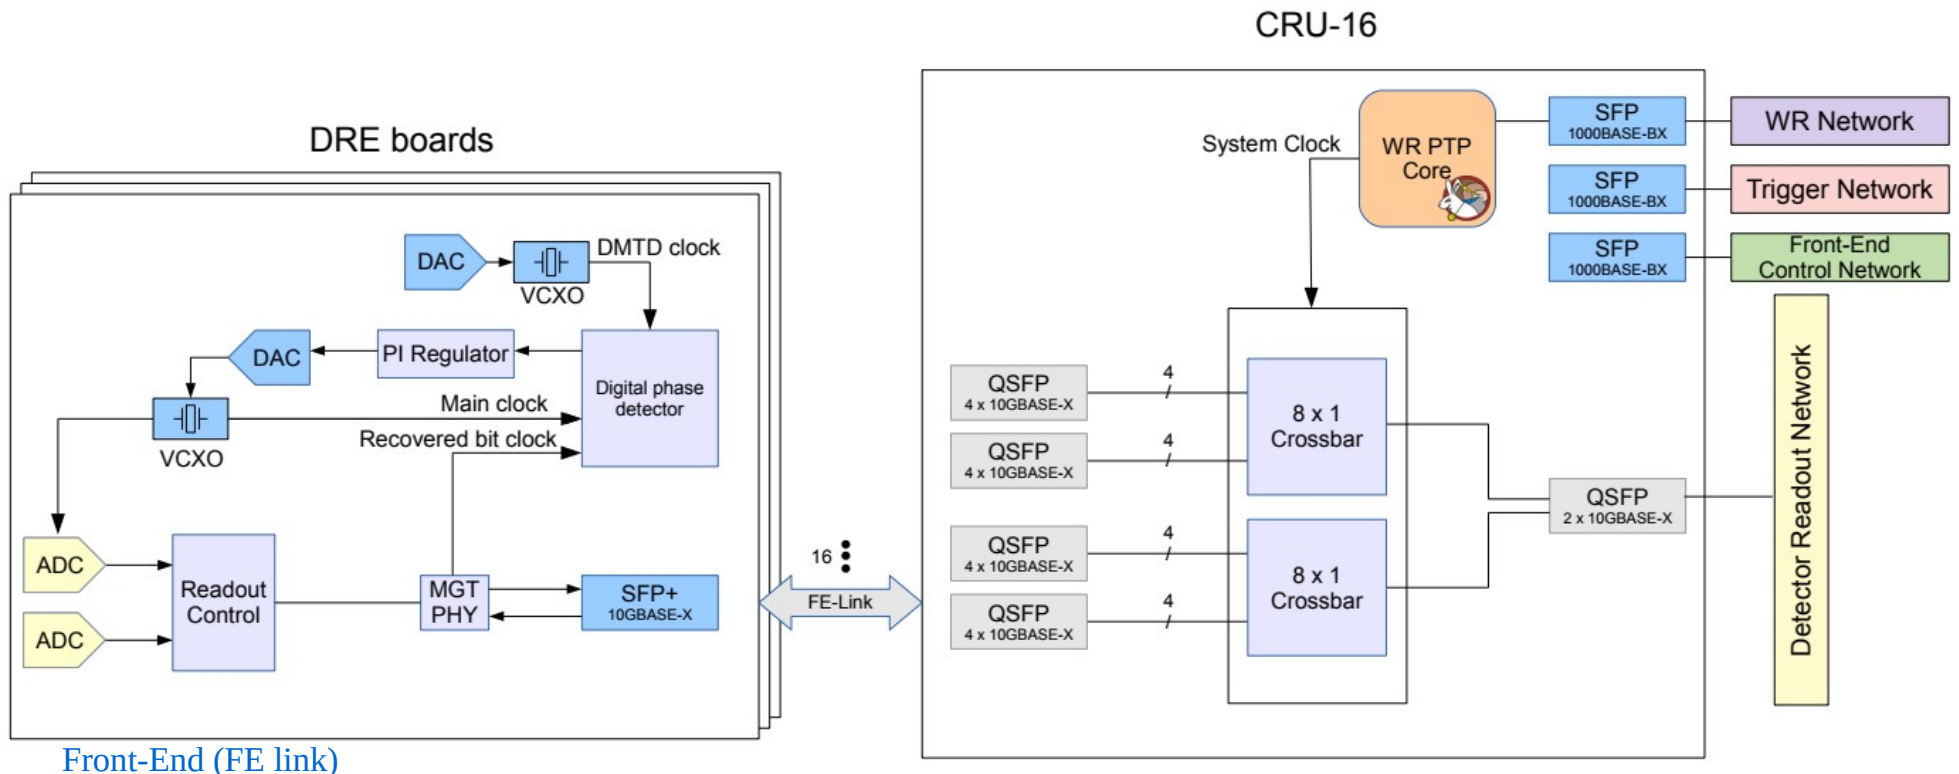 CRU-16
DRE boards
System Clock
WR PTP
Core
SFP
1000BASE-BX
WR Network
SFP
1000BASE-BX
Trigger Network
SFP
1000BASE-BX
Front-End
Control Network
DAC
VCXO
DMTD clock
DAC
PI Regulator
Digital phase
detector
VCXO
Main clock
Recovered bit clock
ADC
ADC
Readout
Control
MGT
PHY
SFP+
10GBASE-X
16
FE-Link
QSFP
4 x 10GBASE-X
4
QSFP
4 x 10GBASE-X
4
8 x 1
Crossbar
QSFP
4 x 10GBASE-X
4
QSFP
4 x 10GBASE-X
4
8 x 1
Crossbar
QSFP
2 x 10GBASE-X
Detector Readout Network
Front-End (FE link)